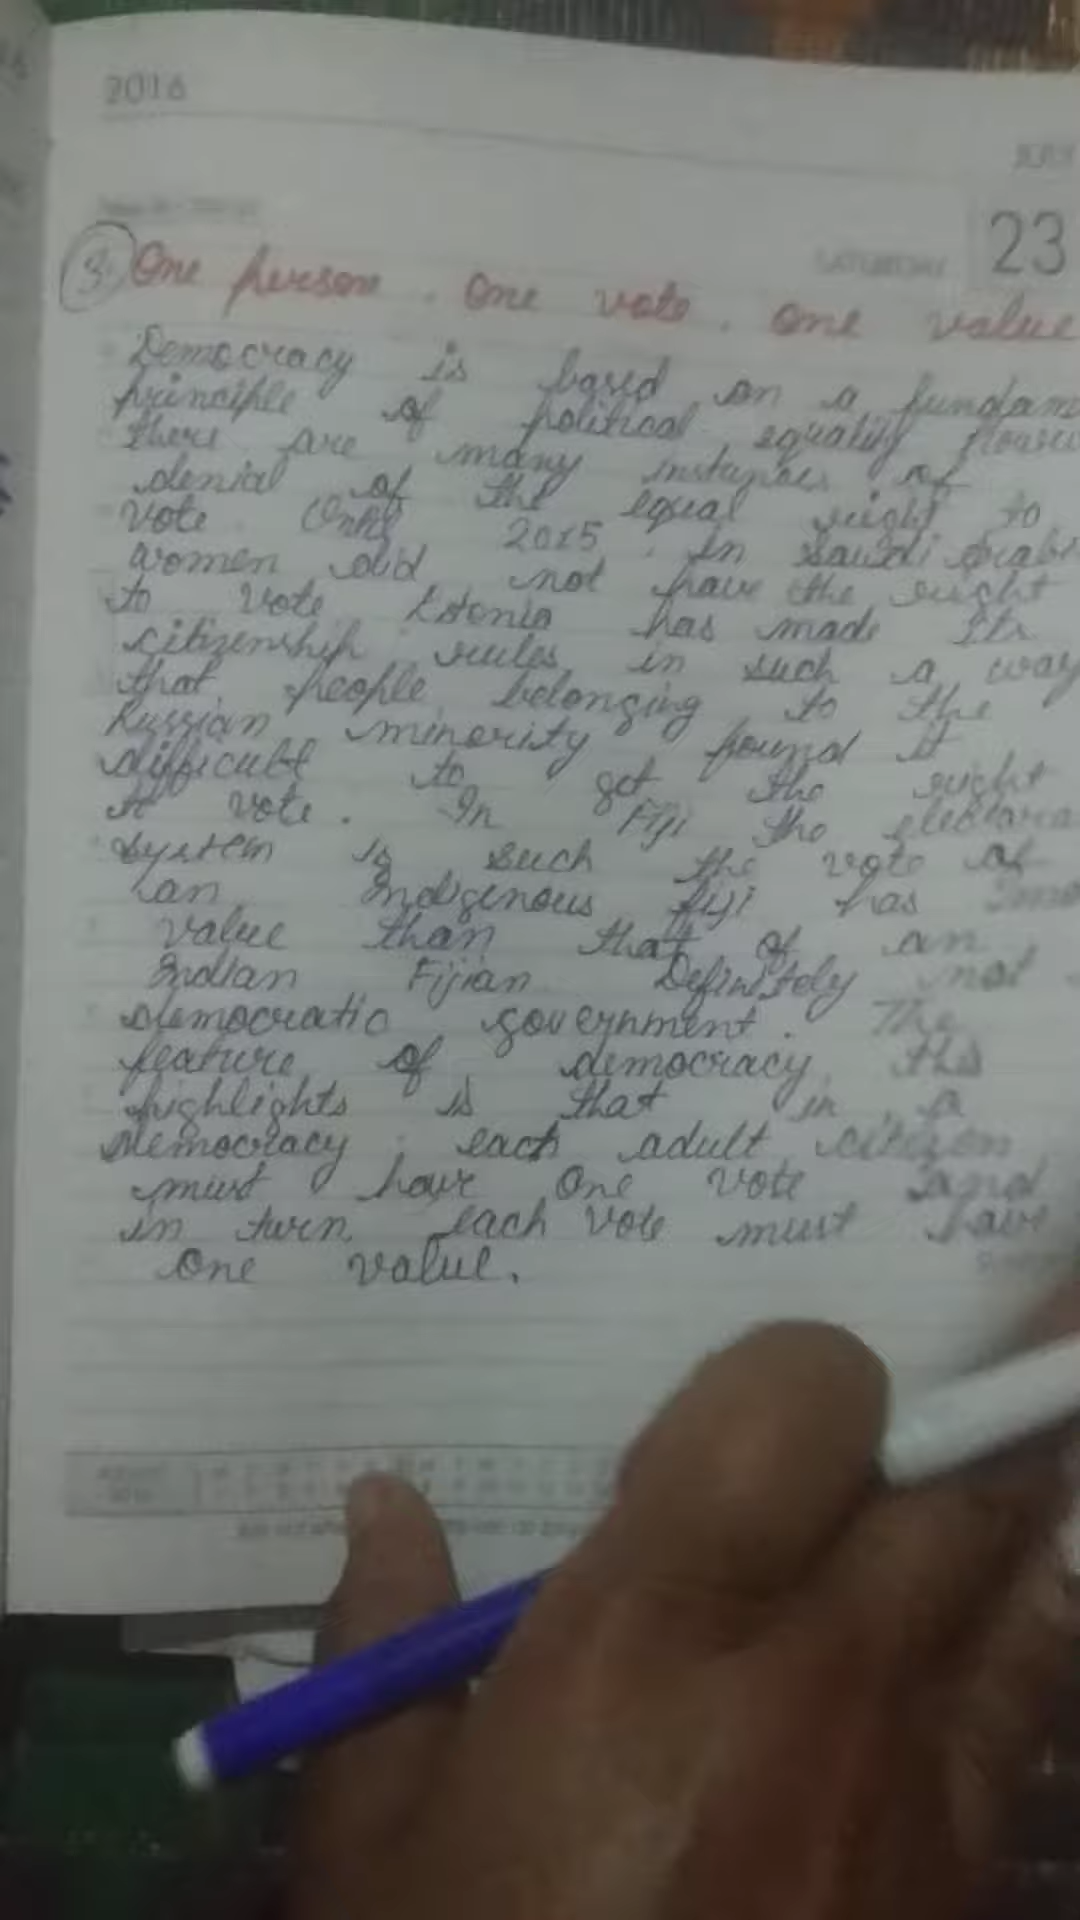 2016
23
SATURDAY
3. One person. One vote. One value
Democracy is based on a fundam
principle of political equality
there are many instances of
denial of the equal right to
vote. Until 2015. In Saudi Arabi
women did not have the right
to vote Estonia has made Its
citizenship rules in such a way
that people belonging to the
Russian minority found it
difficult to get the right
to vote. In Fiji the
system is such the vote of
an Indigenous fiji has
value than that of an
Indian Fijian Definitely not
democratic government. The
feature of democracy this
highlights is that in a
democracy, each adult citizen
must have One vote and
in turn each vote must have
one value.